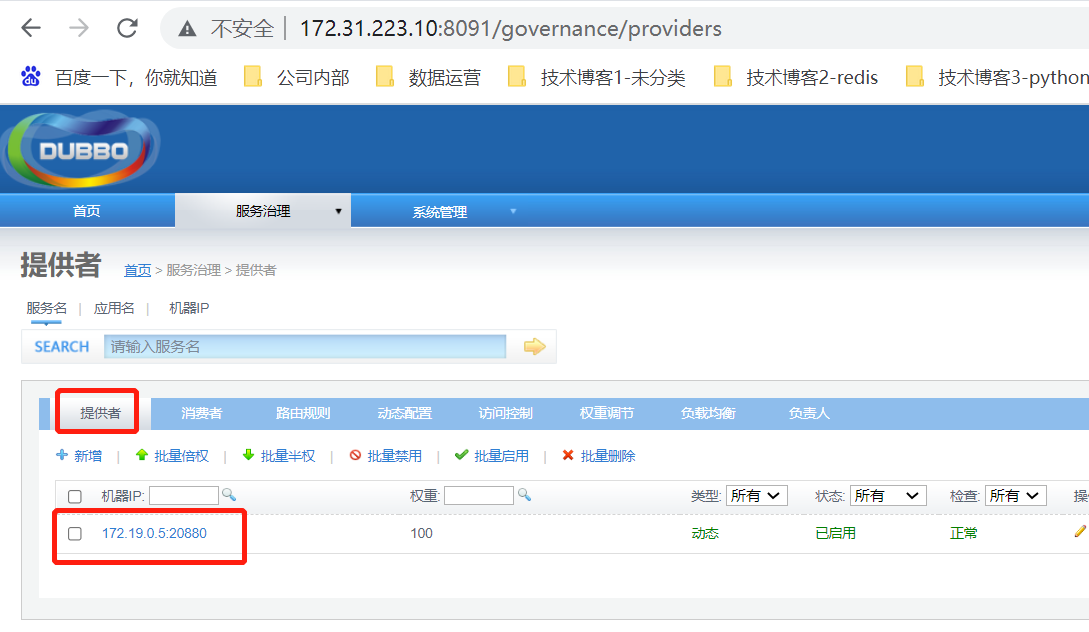 不安全 | 172.31.223.10:8091/governance/providers
百度一下，你就知道 公司内部 数据运营 技术博客1-未分类 技术博客2-redis 技术博客3-python
DUBBO
首页 服务治理 系统管理
提供者 首页 > 服务治理 > 提供者
服务名 | 应用名 | 机器IP
SEARCH 请输入服务名
提供者 消费者 路由规则 动态配置 访问控制 权重调节 负载均衡 负责人
新增 | 批量倍权 | 批量半权 | 批量禁用 | 批量启用 | 批量删除
机器IP: 权重: 类型: 所有 状态: 所有 检查: 所有 操
172.19.0.5:20880 100 动态 已启用 正常